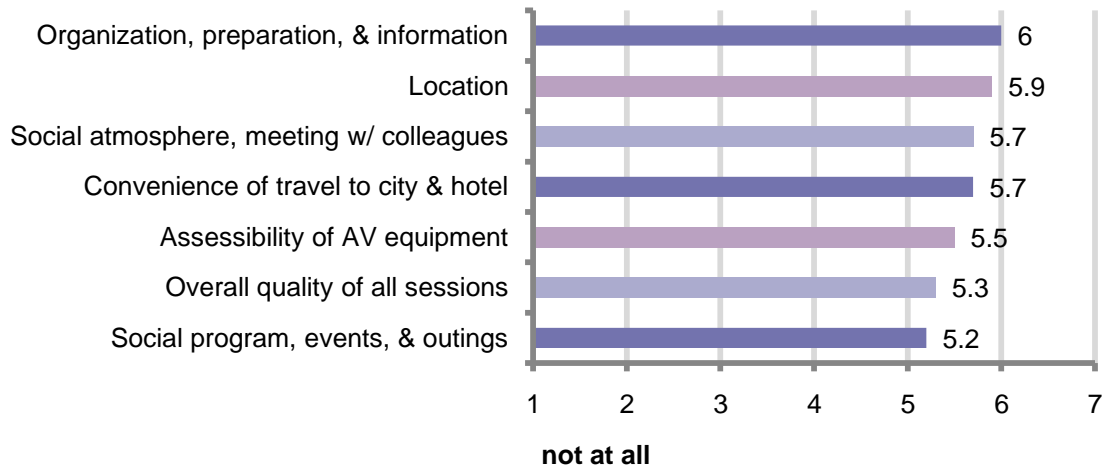 Organization, preparation, & information 6
Location 5.9
Social atmosphere, meeting w/ colleagues 5.7
Convenience of travel to city & hotel 5.7
Assessibility of AV equipment 5.5
Overall quality of all sessions 5.3
Social program, events, & outings 5.2
1 2 3 4 5 6 7
not at all